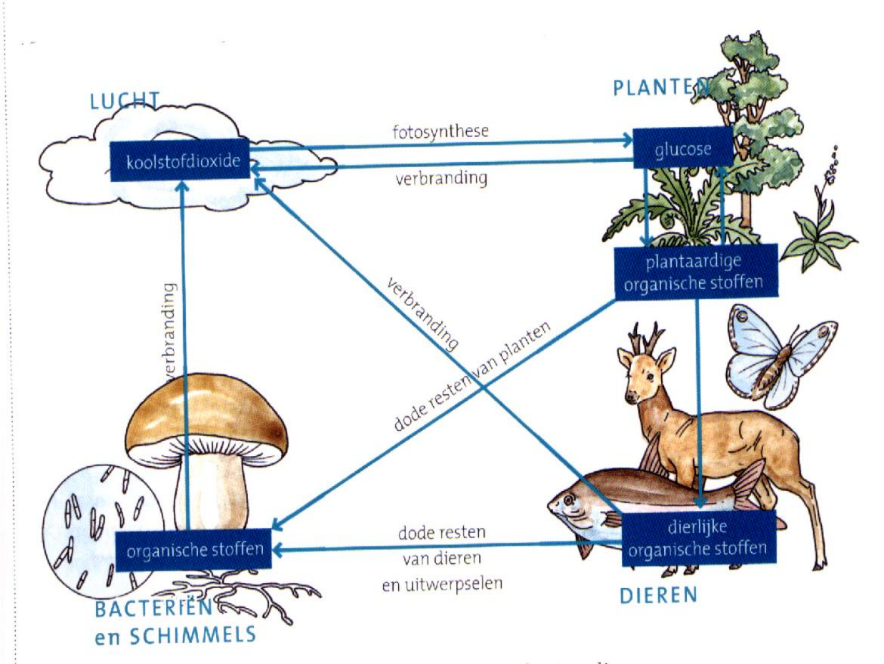 LUCHT
PLANTEN
koolstofdioxide
fotosynthese
glucose
verbranding
plantaardige
organische stoffen
verbranding
verbranding
dode resten van planten
organische stoffen
dode resten
van dieren
en uitwerpselen
dierlijke
organische stoffen
BACTERIËN
en SCHIMMELS
DIEREN